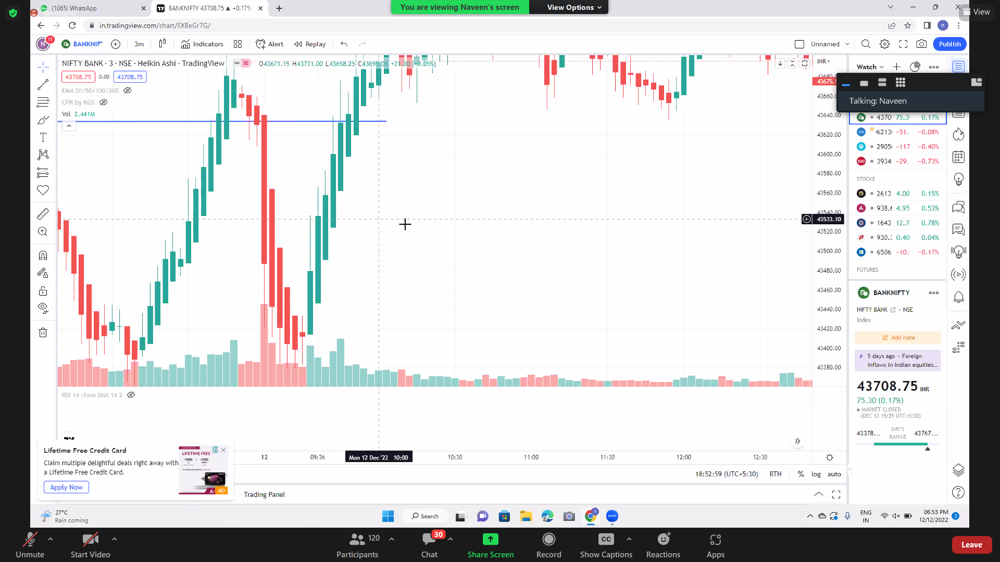 (1065) WhatsApp
BANKNIFTY 43708.75 ▲ +0.17%
You are viewing Naveen's screen
View Options
View
Recording
in.tradingview.com/chart/EXBeGr7G/
n
N
11
BANKNIF
3m
Indicators
Alert
Replay
Unnamed
Publish
NIFTY BANK · 3 · NSE · Heikin Ashi · TradingView
O43671.15 H43731.00 L43658.25 C43695.05 +21.30 (+0.05%)
43708.75
0.00
43708.75
EMA 20/50/100/200
CPR by KGS
Vol 2.441M
INR
43675.1
43660.
43640.00
43620.00
43600.00
43580.00
43560.00
43540.00
43533.10
43520.00
43500.00
43480.00
43460.00
43440.00
43420.00
43400.00
43380.00
RSI 14 close SMA 14 2
12
09:36
Mon 12 Dec '22 10:00
10:30
11:00
11:30
12:00
12:30
18:52:59 (UTC+5:30)
RTH
%
log
auto
Trading Panel
Lifetime Free Credit Card
Claim multiple delightful deals right away with
a Lifetime Free Credit Card.
Apply Now
LIFETIME FREE
₹500
₹500
AD
Watch
Talking: Naveen
4370 75.3 0.17%
D
6213 −51. −0.08%
2905 −117 −0.40%
500
3934 −29. −0.73%
STOCKS
2613 4.00 0.15%
938.6 4.95 0.53%
1643 12.7 0.78%
930.3 0.40 0.04%
6506 −10. −0.17%
FUTURES
BANKNIFTY
NIFTY BANK · NSE
Index
Add note
5 days ago · Foreign
inflows in Indian equities...
43708.75 INR
75.30 (0.17%)
MARKET CLOSED
(DEC 12 15:29 UTC+5:30)
43378....
DAY'S
RANGE
43767....
27°C
Rain coming
Search
n
zoom
ENG
IN
06:53 PM
12/12/2022
3
Unmute
Start Video
120
Participants
30
Chat
Share Screen
Record
CC
Show Captions
Reactions
Apps
Leave